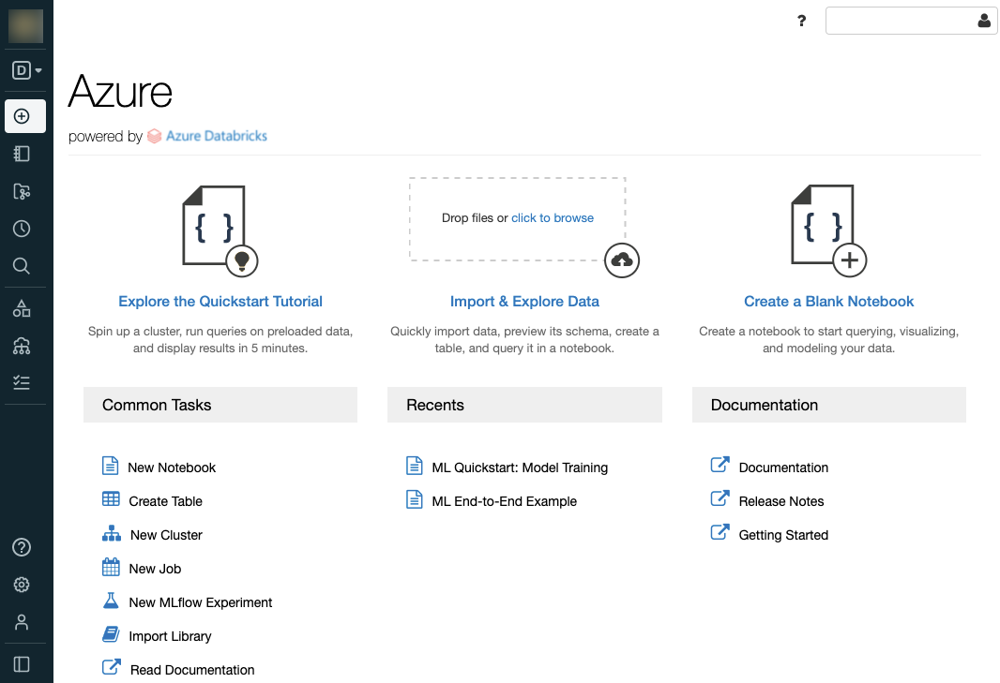 ?
D
Azure
powered by Azure Databricks
{ }
Drop files or click to browse
{ }
Explore the Quickstart Tutorial
Spin up a cluster, run queries on preloaded data,
and display results in 5 minutes.
Import & Explore Data
Quickly import data, preview its schema, create a
table, and query it in a notebook.
Create a Blank Notebook
Create a notebook to start querying, visualizing,
and modeling your data.
Common Tasks
New Notebook
Create Table
New Cluster
New Job
New MLflow Experiment
Import Library
Read Documentation
Recents
ML Quickstart: Model Training
ML End-to-End Example
Documentation
Documentation
Release Notes
Getting Started
?